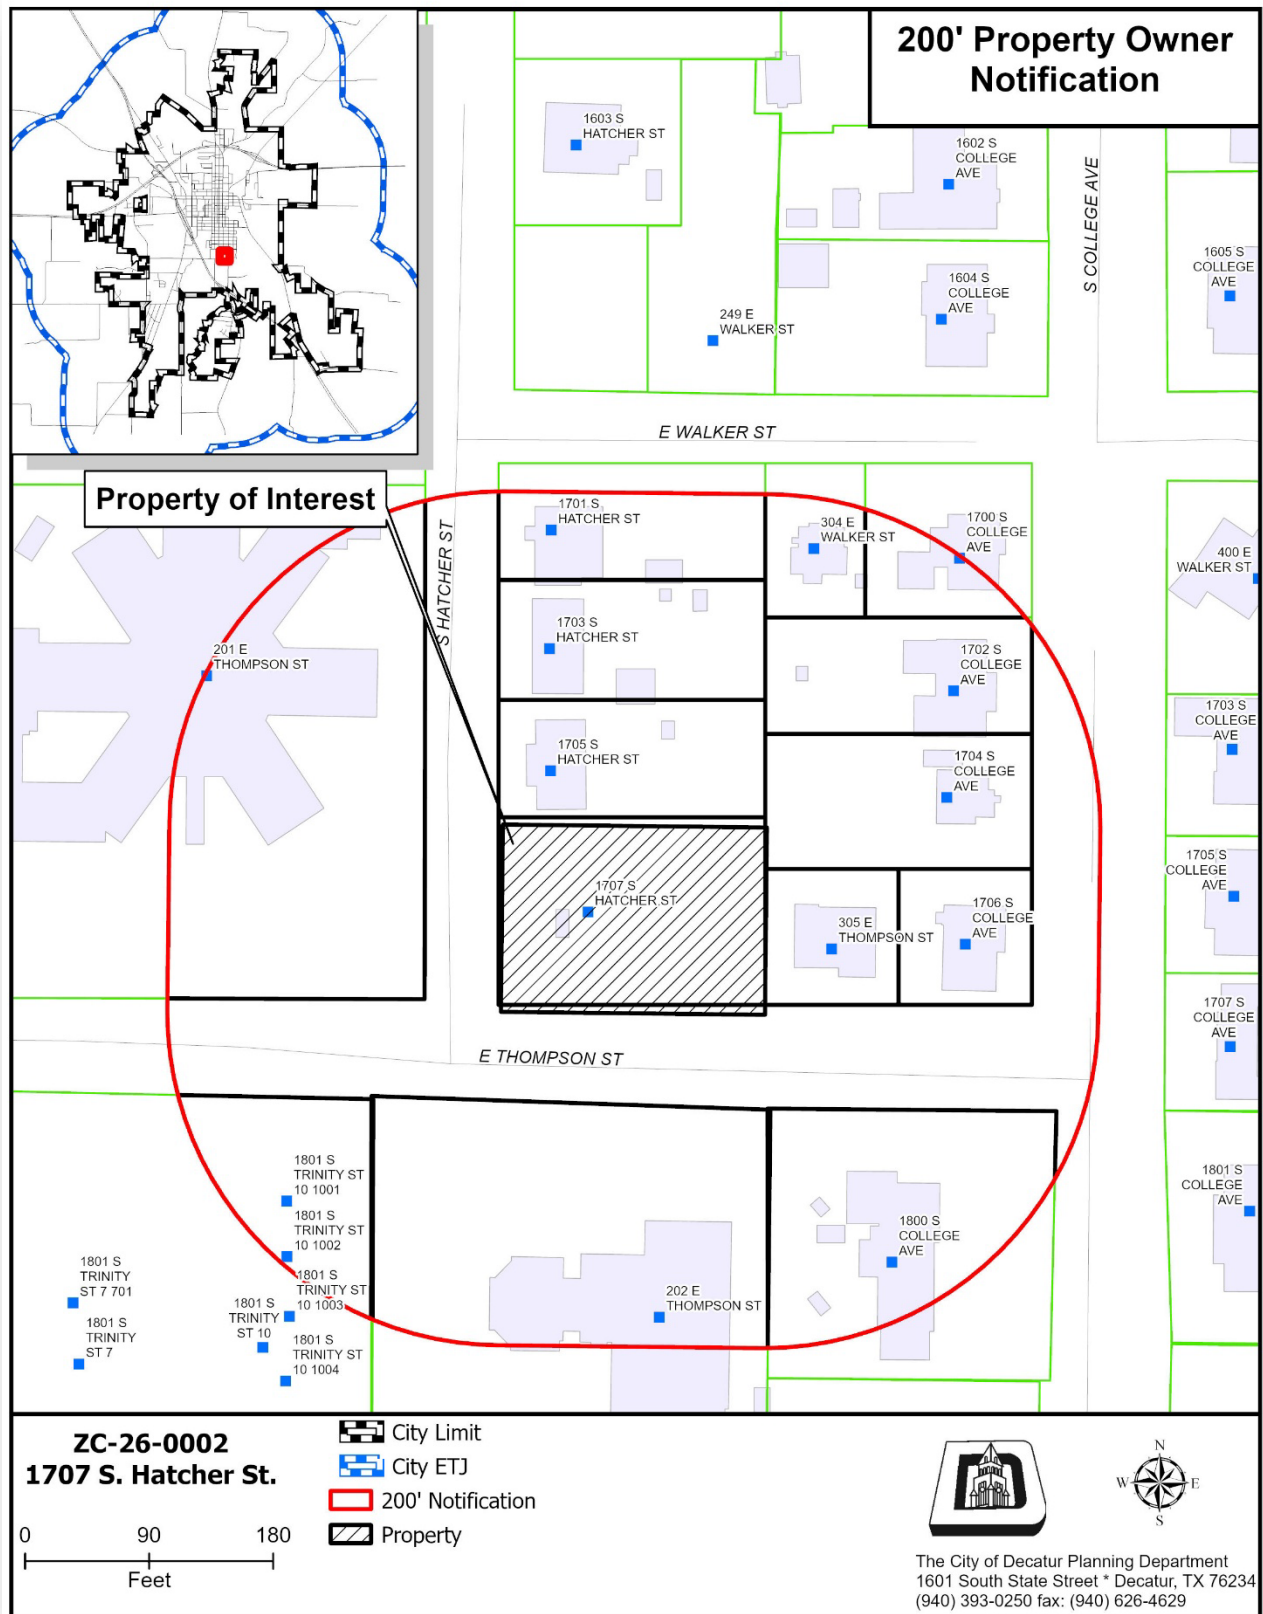 200' Property Owner
Notification
1603 S
HATCHER ST
1602 S
COLLEGE
AVE
S COLLEGE AVE
1605 S
COLLEGE
AVE
1604 S
COLLEGE
AVE
249 E
WALKER ST
E WALKER ST
Property of Interest
S HATCHER ST
1701 S
HATCHER ST
304 E
WALKER ST
1700 S
COLLEGE
AVE
400 E
WALKER ST
201 E
THOMPSON ST
1703 S
HATCHER ST
1702 S
COLLEGE
AVE
1703 S
COLLEGE
AVE
1705 S
HATCHER ST
1704 S
COLLEGE
AVE
1705 S
COLLEGE
AVE
1707 S
HATCHER ST
305 E
THOMPSON ST
1706 S
COLLEGE
AVE
1707 S
COLLEGE
AVE
E THOMPSON ST
1801 S
TRINITY ST
10 1001
1801 S
TRINITY ST
10 1002
1801 S
TRINITY ST
10 1003
1801 S
TRINITY
ST 7 701
1801 S
TRINITY
ST 10
1801 S
TRINITY
ST 7
1801 S
TRINITY ST
10 1004
202 E
THOMPSON ST
1800 S
COLLEGE
AVE
1801 S
COLLEGE
AVE
ZC-26-0002
1707 S. Hatcher St.
0 90 180
Feet
City Limit
City ETJ
200' Notification
Property
D
N
W E
S
The City of Decatur Planning Department
1601 South State Street * Decatur, TX 76234
(940) 393-0250 fax: (940) 626-4629